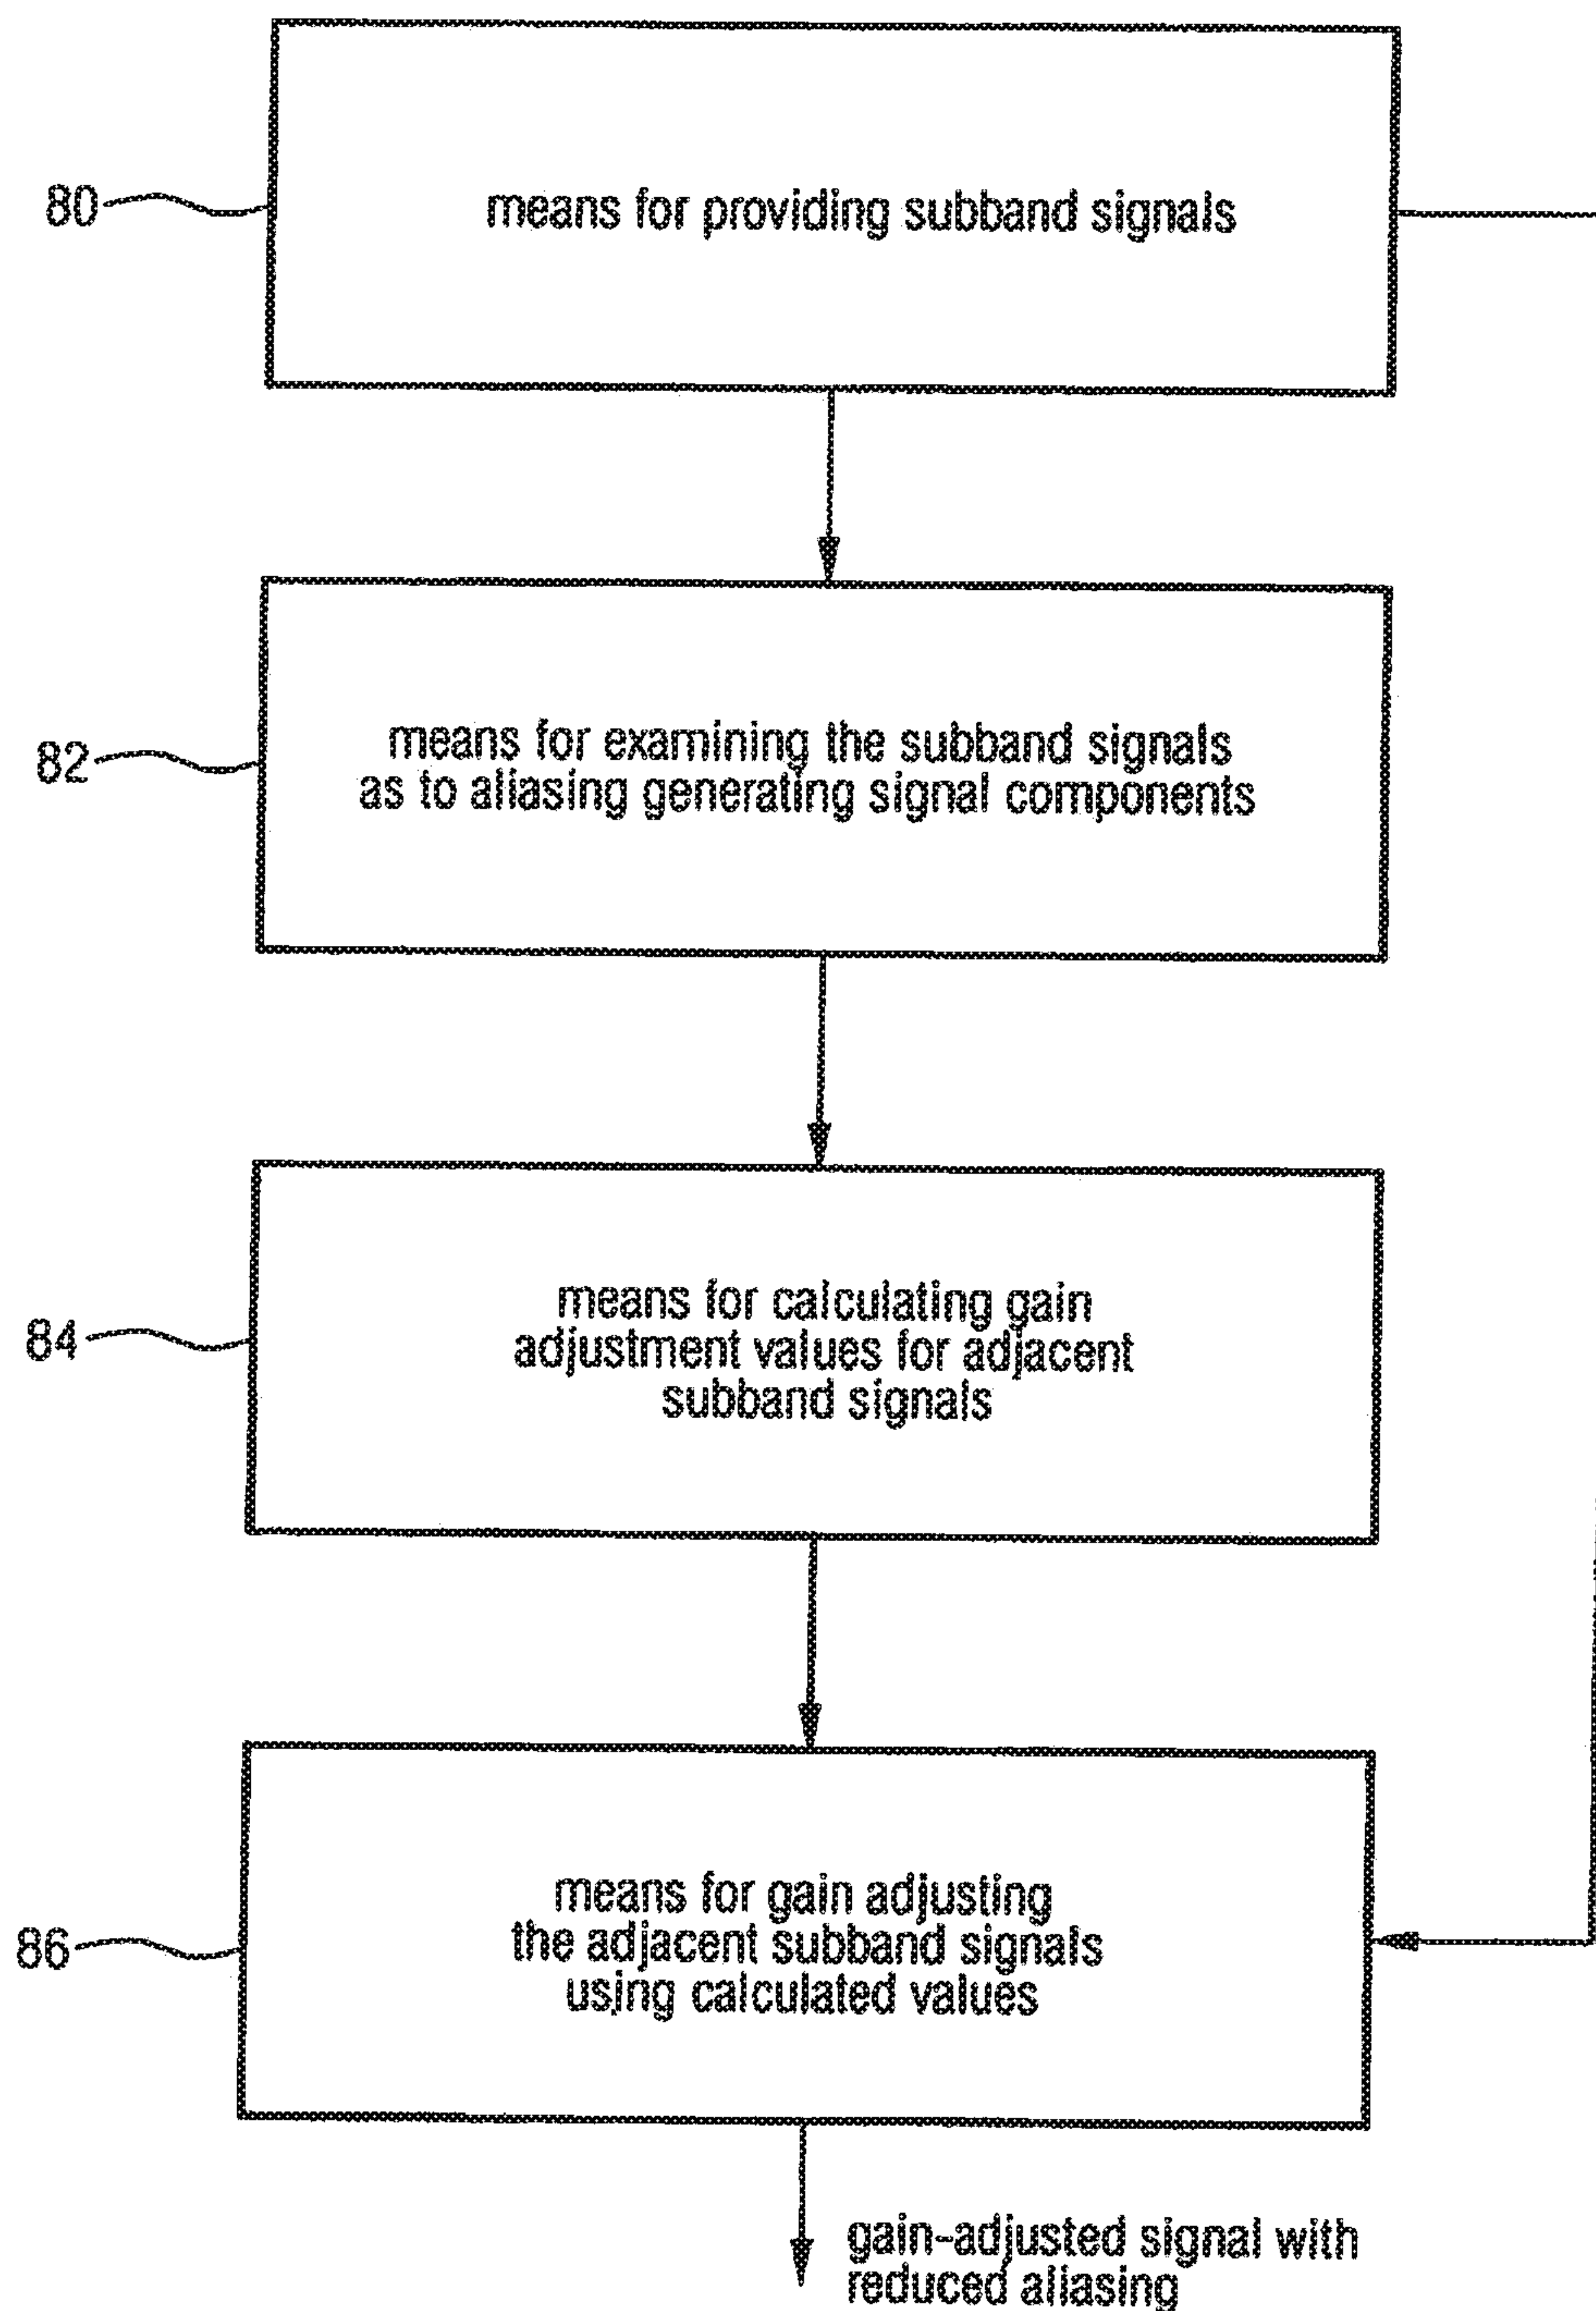 80
means for providing subband signals
82
means for examining the subband signals
as to aliasing generating signal components
84
means for calculating gain
adjustment values for adjacent
subband signals
86
means for gain adjusting
the adjacent subband signals
using calculated values
gain-adjusted signal with
reduced aliasing